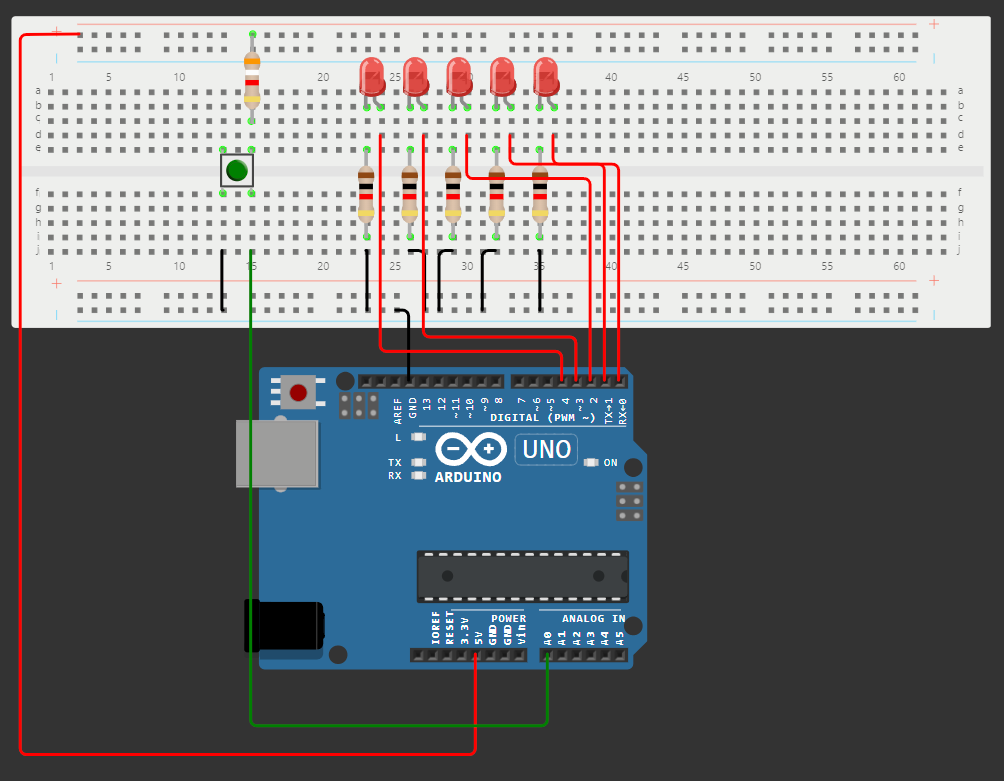 + +
1 5 10 20 25 40 45 50 55 60
a a
b b
c c
d d
e e
f f
g g
h h
i i
j j
1 5 10 15 20 25 30 35 40 45 50 55 60
+ +
AREF GND 13 12 ~11 ~10 ~9 8 7 ~6 ~5 4 ~3 2 TX→1 RX←0
DIGITAL (PWM ~)
L
UNO
TX ON
RX ARDUINO
POWER ANALOG IN
IOREF RESET 3.3V 5V GND GND Vin A0 A1 A2 A3 A4 A5